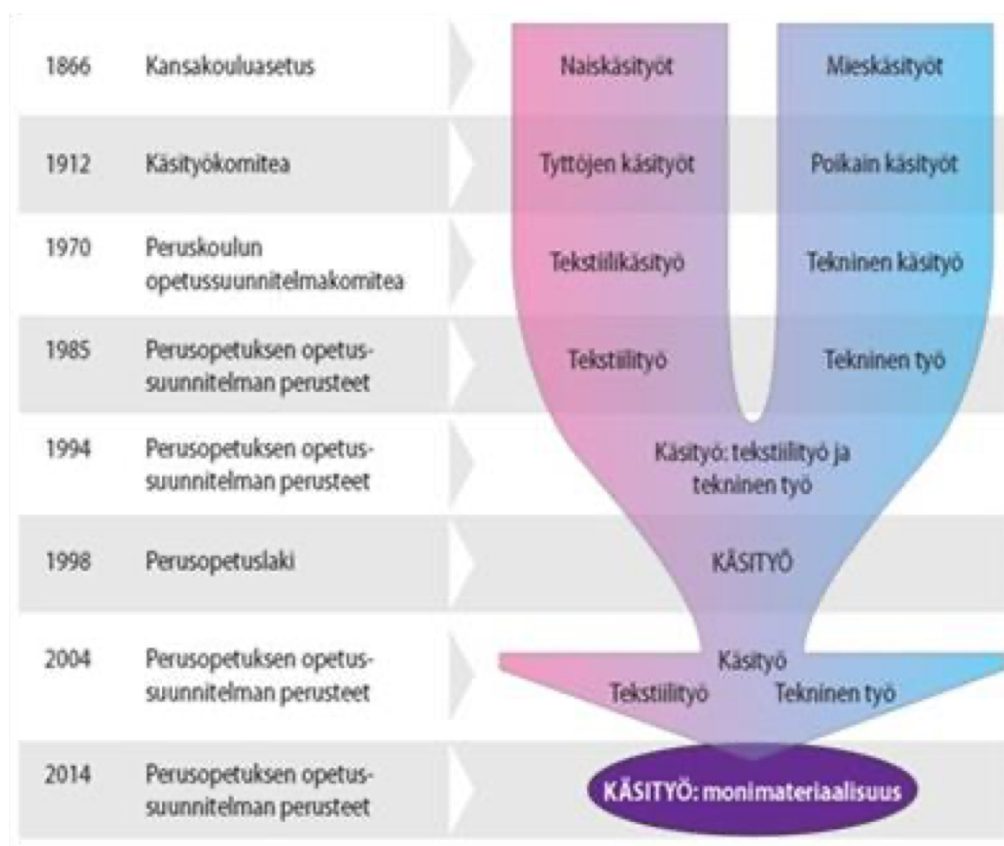 1866 Kansakouluasetus Naiskäsityöt Mieskäsityöt
1912 Käsityökomitea Tyttöjen käsityöt Poikain käsityöt
1970 Peruskoulun
opetussuunnitelmakomitea Tekstiilikäsityö Tekninen käsityö
1985 Perusopetuksen opetus-
suunnitelman perusteet Tekstiilityö Tekninen työ
1994 Perusopetuksen opetus-
suunnitelman perusteet Käsityö: tekstiilityö ja
tekninen työ
1998 Perusopetuslaki KÄSITYÖ
2004 Perusopetuksen opetus-
suunnitelman perusteet Käsityö
Tekstiilityö Tekninen työ
2014 Perusopetuksen opetus-
suunnitelman perusteet KÄSITYÖ: monimateriaalisuus